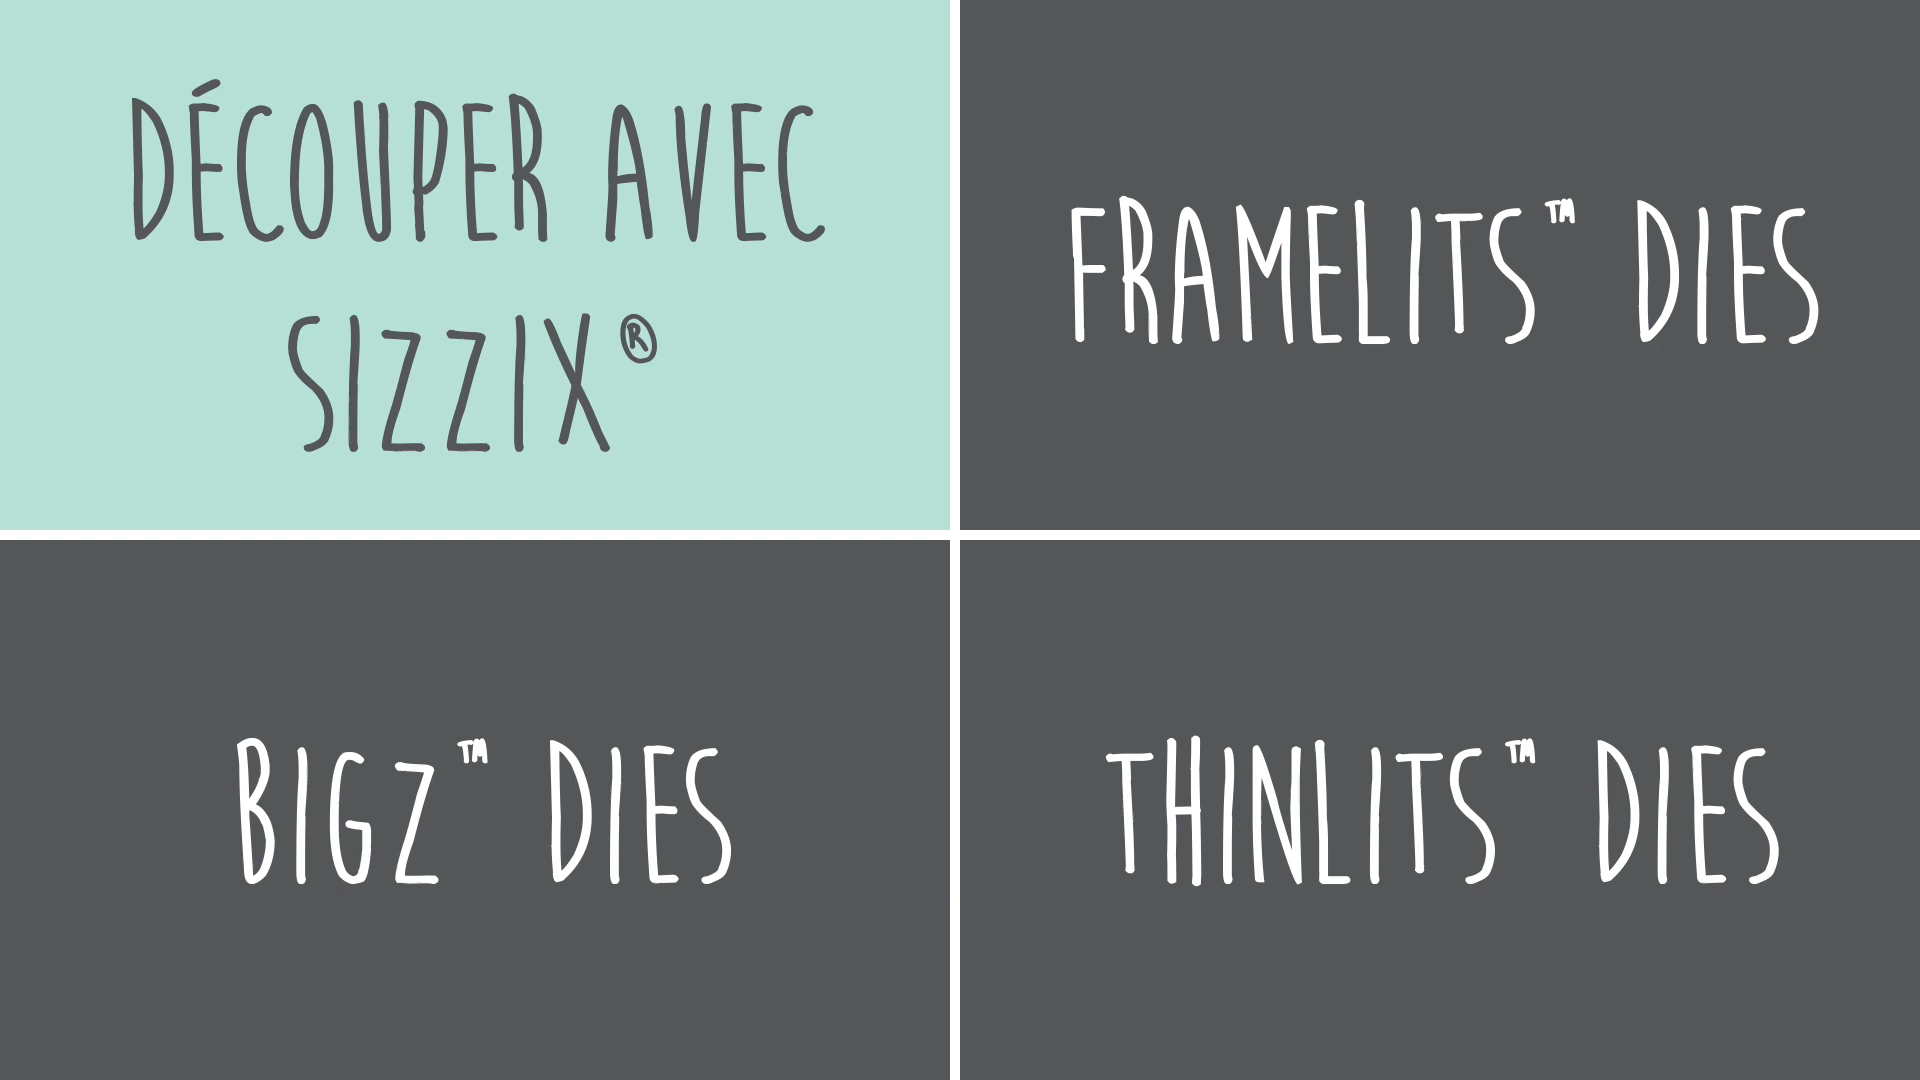 DÉCOUPER AVEC
SIZZIX®
FRAMELITS™ DIES
BIGZ™ DIES
THINLITS™ DIES